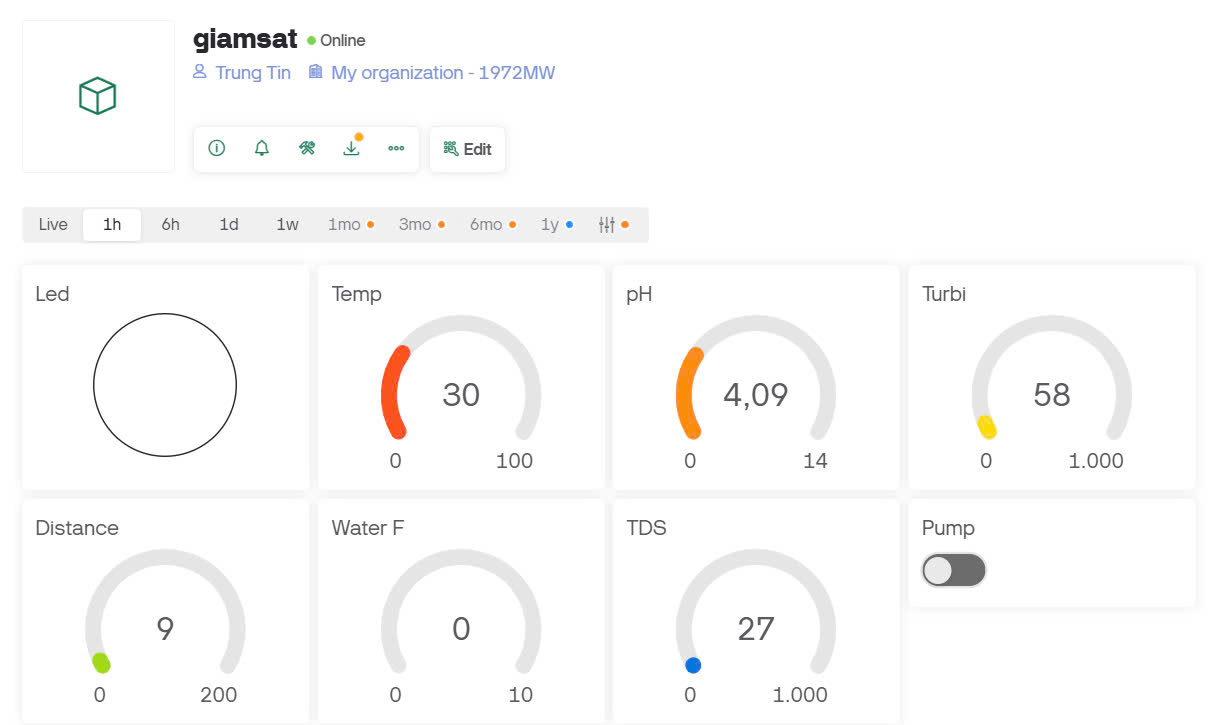 giamsat Online
Trung Tin My organization - 1972MW
Edit
Live 1h 6h 1d 1w 1mo 3mo 6mo 1y
Led Temp pH Turbi
30 4,09 58
0 100 0 14 0 1.000
Distance Water F TDS Pump
9 0 27
0 200 0 10 0 1.000